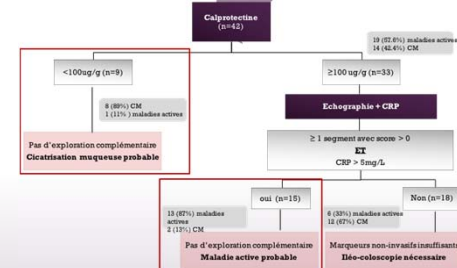 Calprotectine
(n=42)
19 (57.6%) maladies actives
14 (42.4%) CM
<100ug/g (n=9)
≥100 ug/g (n=33)
8 (89%) CM
1 (11% ) maladies actives
Echographie + CRP
≥ 1 segment avec score > 0
ET
CRP > 5mg/L
Pas d'exploration complémentaire
Cicatrisation muqueuse probable
oui (n=15)
Non (n=18)
13 (87%) maladies
actives
2 (13%) CM
6 (33%) maladies actives
12 (67%) CM
Pas d'exploration complémentaire
Maladie active probable
Marqueurs non-invasifs insuffisants
Iléo-coloscopie nécessaire